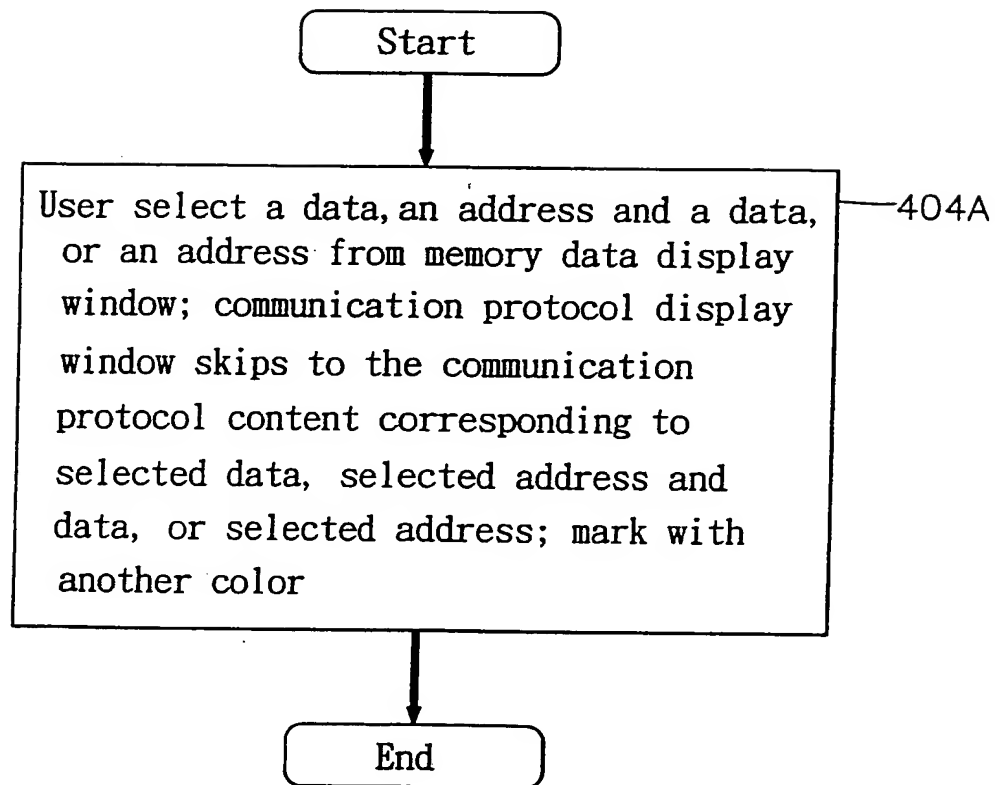 Start
User select a data, an address and a data,
404A
or an address from memory data display
window; communication protocol display
window skips to the communication
protocol content corresponding to
selected data, selected address and
data, or selected address; mark with
another color
End